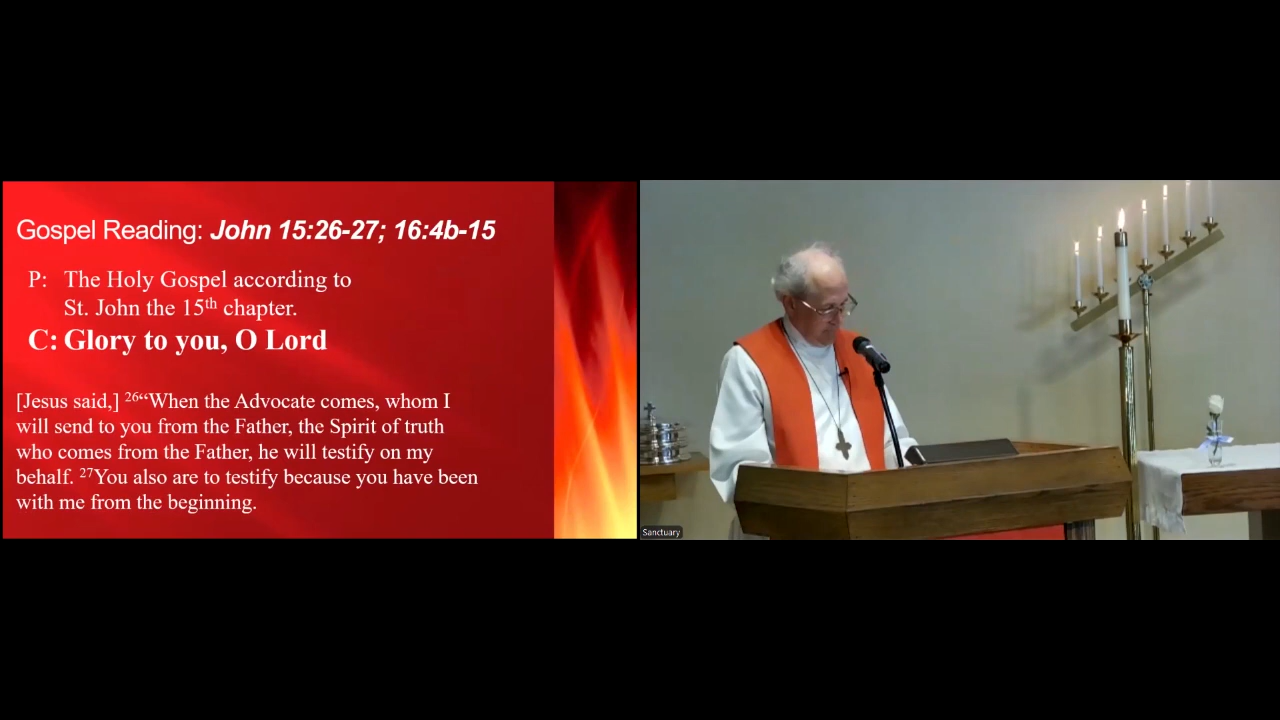 Gospel Reading: John 15:26-27; 16:4b-15
P: The Holy Gospel according to
St. John the 15th chapter.
C: Glory to you, O Lord
[Jesus said,] 26“When the Advocate comes, whom I
will send to you from the Father, the Spirit of truth
who comes from the Father, he will testify on my
behalf. 27You also are to testify because you have been
with me from the beginning.
Sanctuary